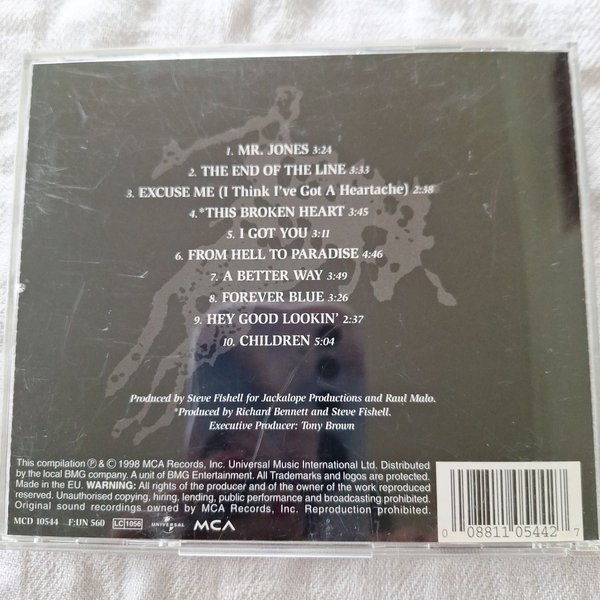 1. MR. JONES 3:24
2. THE END OF THE LINE 3:33
3. EXCUSE ME (I Think I've Got A Heartache) 2:38
4.*THIS BROKEN HEART 3:45
5. I GOT YOU 3:11
6. FROM HELL TO PARADISE 4:46
7. A BETTER WAY 3:49
8. FOREVER BLUE 3:26
9. HEY GOOD LOOKIN' 2:37
10. CHILDREN 5:04
Produced by Steve Fishell for Jackalope Productions and Raul Malo.
*Produced by Richard Bennett and Steve Fishell.
Executive Producer: Tony Brown
This compilation ℗ & © 1998 MCA Records, Inc. Universal Music International Ltd. Distributed
by the local BMG company. A unit of BMG Entertainment. All Trademarks and logos are protected.
Made in the EU. WARNING: All rights of the producer and of the owner of the work reproduced
reserved. Unauthorised copying, hiring, lending, public performance and broadcasting prohibited.
Original sound recordings owned by MCA Records, Inc. Reproduction prohibited.
MCD 10544 F:UN 560 LC 1056 UNIVERSAL MCA
0 08811 05442 7